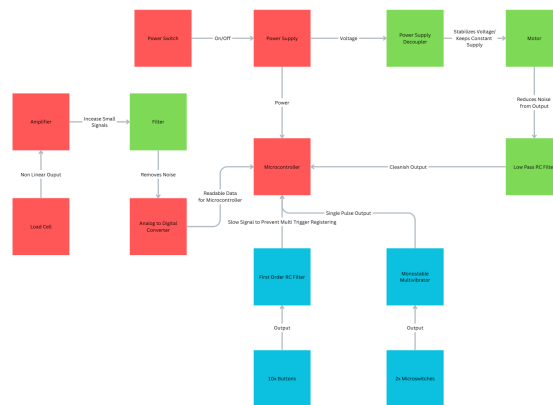 Power Switch
On/Off
Power Supply
Voltage
Power Supply
Decoupler
Stabilizes Voltage/
Keeps Constant
Supply
Motor
Amplifier
Incease Small
Signals
Filter
Power
Reduces Noise
from Output
Non Linear Ouput
Removes Noise
Microcontroller
Cleanish Output
Low Pass RC Filter
Readable Data
for Microcontroller
Load Cell
Analog to Digital
Converter
Single Pulse Output
Slow Signal to Prevent Multi Trigger Registering
First Order RC Filter
Monostable
Multivibrator
Output
Output
10x Buttons
2x Microswitches